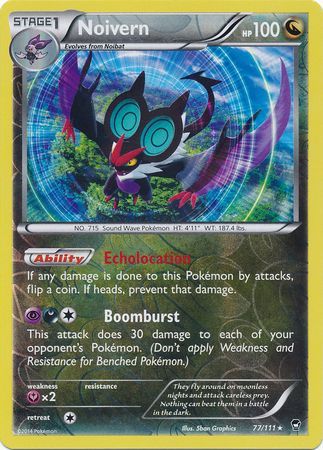 STAGE1
Noivern
HP100
Evolves from Noibat
NO. 715 Sound Wave Pokémon HT: 4'11" WT: 187.4 lbs.
Ability Echolocation
If any damage is done to this Pokémon by attacks,
flip a coin. If heads, prevent that damage.
Boomburst
This attack does 30 damage to each of your
opponent's Pokémon. (Don't apply Weakness and
Resistance for Benched Pokémon.)
weakness
resistance
×2
retreat
They fly around on moonless
nights and attack careless prey.
Nothing can beat them in a battle
in the dark.
Illus. 5ban Graphics
77/111★
©2014 Pokémon